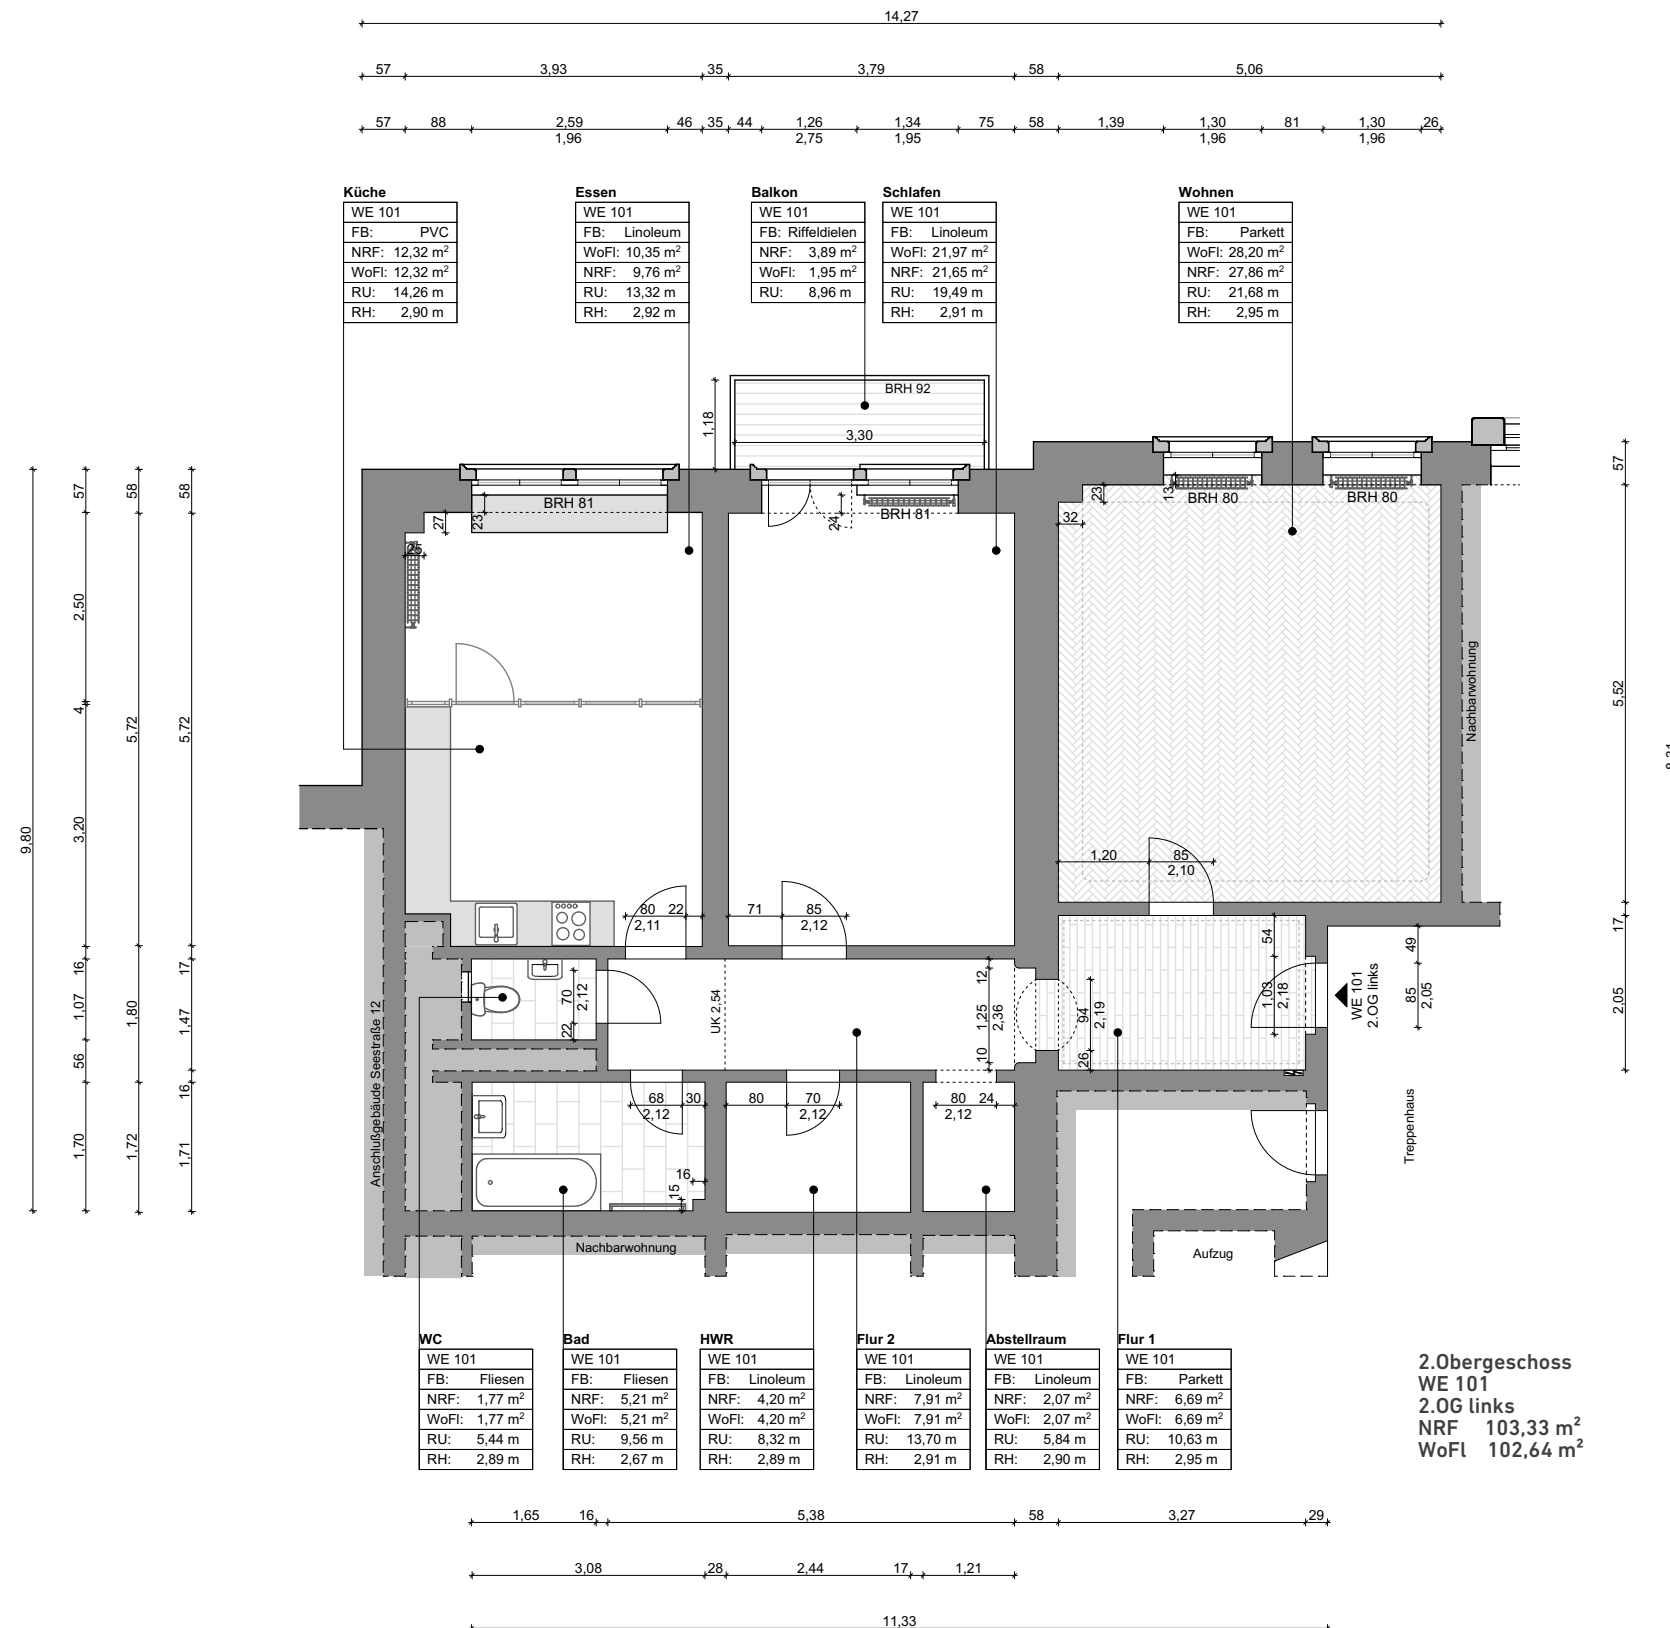 14,27
57 3,93 35 3,79 58 5,06
57 88 2,59 46 35 44 1,26 1,34 75 58 1,39 1,30 81 1,30 26
1,96 2,75 1,95 1,96 1,96
Küche
WE 101
FB: PVC
NRF: 12,32 m²
WoFl: 12,32 m²
RU: 14,26 m
RH: 2,90 m
Essen
WE 101
FB: Linoleum
WoFl: 10,35 m²
NRF: 9,76 m²
RU: 13,32 m
RH: 2,92 m
Balkon
WE 101
FB: Riffeldielen
NRF: 3,89 m²
WoFl: 1,95 m²
RU: 8,96 m
Schlafen
WE 101
FB: Linoleum
WoFl: 21,97 m²
NRF: 21,65 m²
RU: 19,49 m
RH: 2,91 m
Wohnen
WE 101
FB: Parkett
WoFl: 28,20 m²
NRF: 27,86 m²
RU: 21,68 m
RH: 2,95 m
BRH 92
1,18
3,30
BRH 81
BRH 81
BRH 80
BRH 80
27
23
25
24
23
13
32
9,80
57
2,50
4
3,20
16
1,07
56
1,70
58
5,72
1,80
1,72
58
5,72
17
1,47
16
1,71
57
5,52
17
2,05
Nachbarwohnung
1,20 85
2,10
80 22
2,11
71 85
2,12
70
2,12
22
UK 2,54
12
1,25
2,36
10
94
2,19
26
54
1,03
2,18
49
85
2,05
WE 101
2.OG links
Anschlußgebäude Seestraße 12
68 30
2,12
80 70
2,12
80 24
2,12
16
15
Treppenhaus
Nachbarwohnung
Aufzug
WC
WE 101
FB: Fliesen
NRF: 1,77 m²
WoFl: 1,77 m²
RU: 5,44 m
RH: 2,89 m
Bad
WE 101
FB: Fliesen
NRF: 5,21 m²
WoFl: 5,21 m²
RU: 9,56 m
RH: 2,67 m
HWR
WE 101
FB: Linoleum
NRF: 4,20 m²
WoFl: 4,20 m²
RU: 8,32 m
RH: 2,89 m
Flur 2
WE 101
FB: Linoleum
NRF: 7,91 m²
WoFl: 7,91 m²
RU: 13,70 m
RH: 2,91 m
Abstellraum
WE 101
FB: Linoleum
NRF: 2,07 m²
WoFl: 2,07 m²
RU: 5,84 m
RH: 2,90 m
Flur 1
WE 101
FB: Parkett
NRF: 6,69 m²
WoFl: 6,69 m²
RU: 10,63 m
RH: 2,95 m
2.Obergeschoss
WE 101
2.OG links
NRF 103,33 m²
WoFl 102,64 m²
1,65 16 5,38 58 3,27 29
3,08 28 2,44 17 1,21
11,33